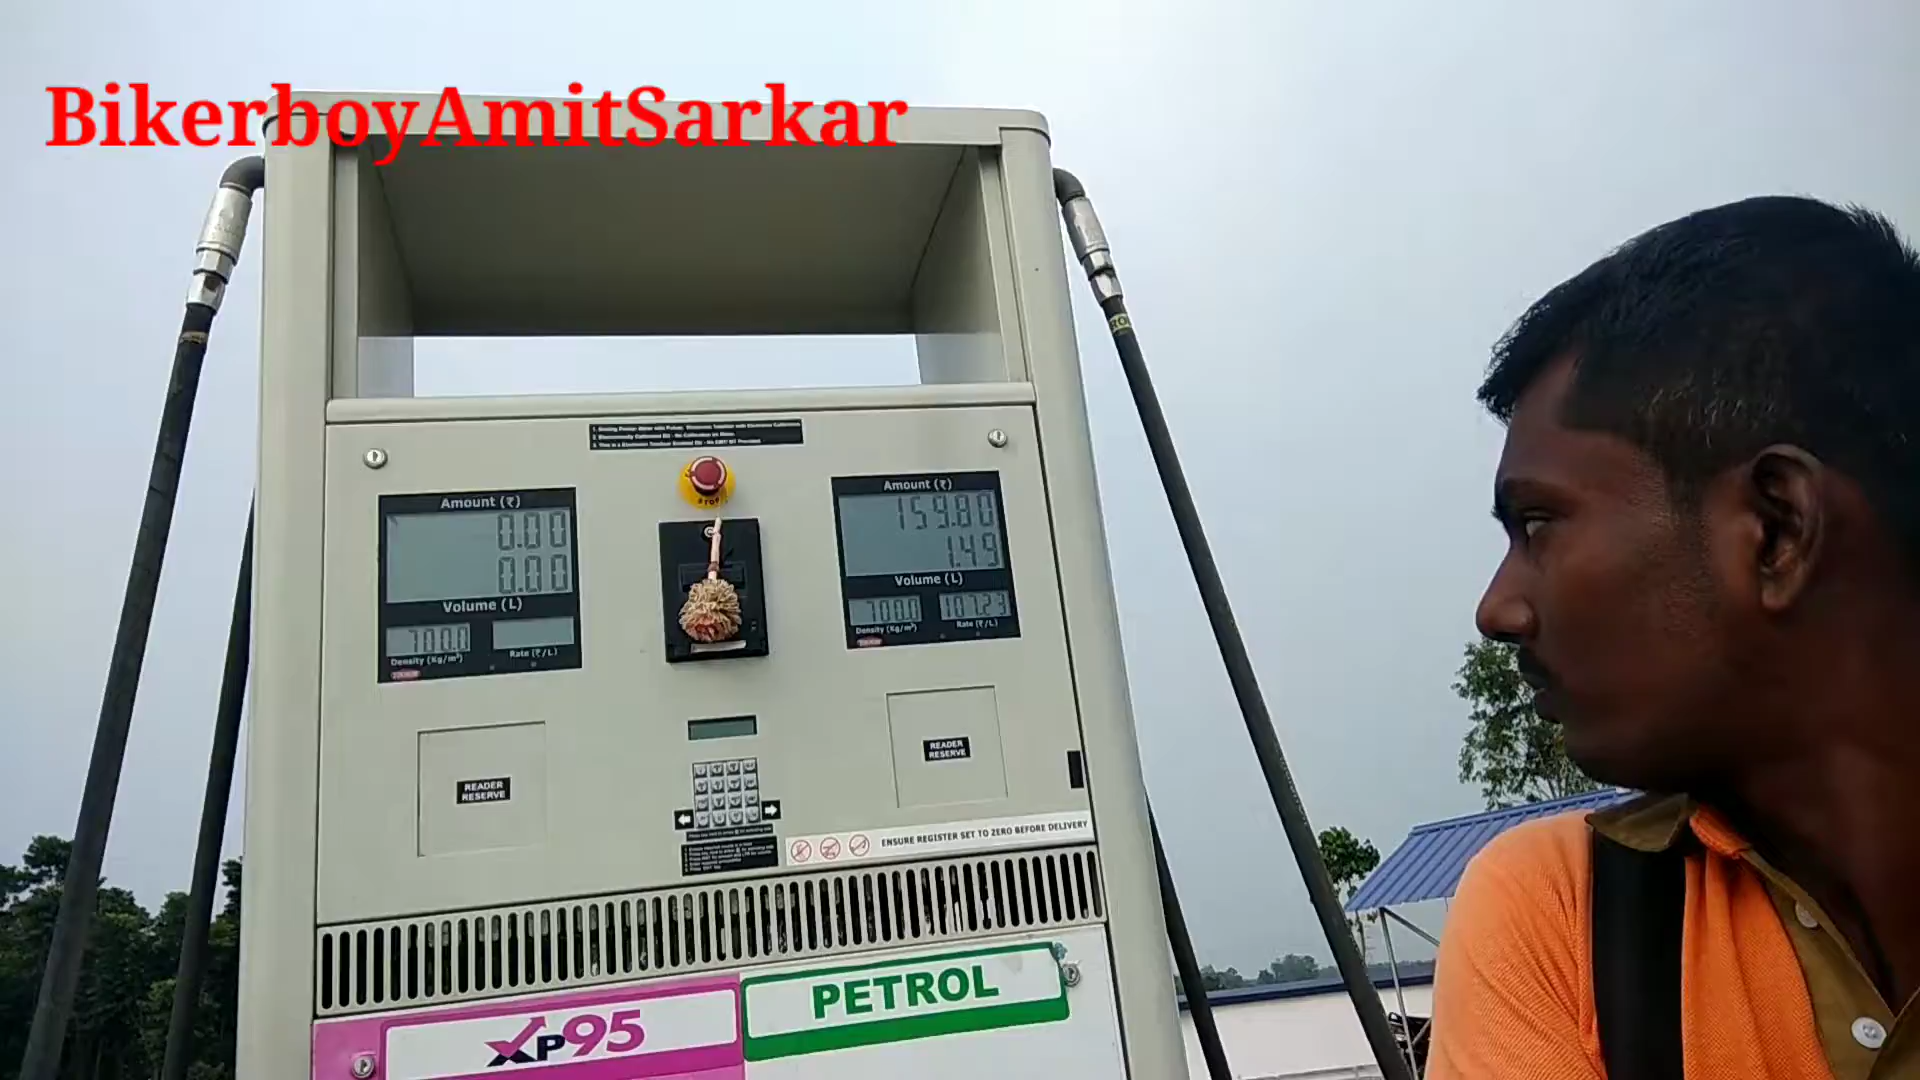 BikerboyAmitSarkar
STOP
Amount (₹)
0.00
0.00
Volume (L)
700.0
Density (Kg/m³)
Rate (₹/L)
Amount (₹)
159.80
1.49
Volume (L)
700.0
107.23
Density (Kg/m³)
Rate (₹/L)
READER
RESERVE
READER
RESERVE
ENSURE REGISTER SET TO ZERO BEFORE DELIVERY
XP95
PETROL